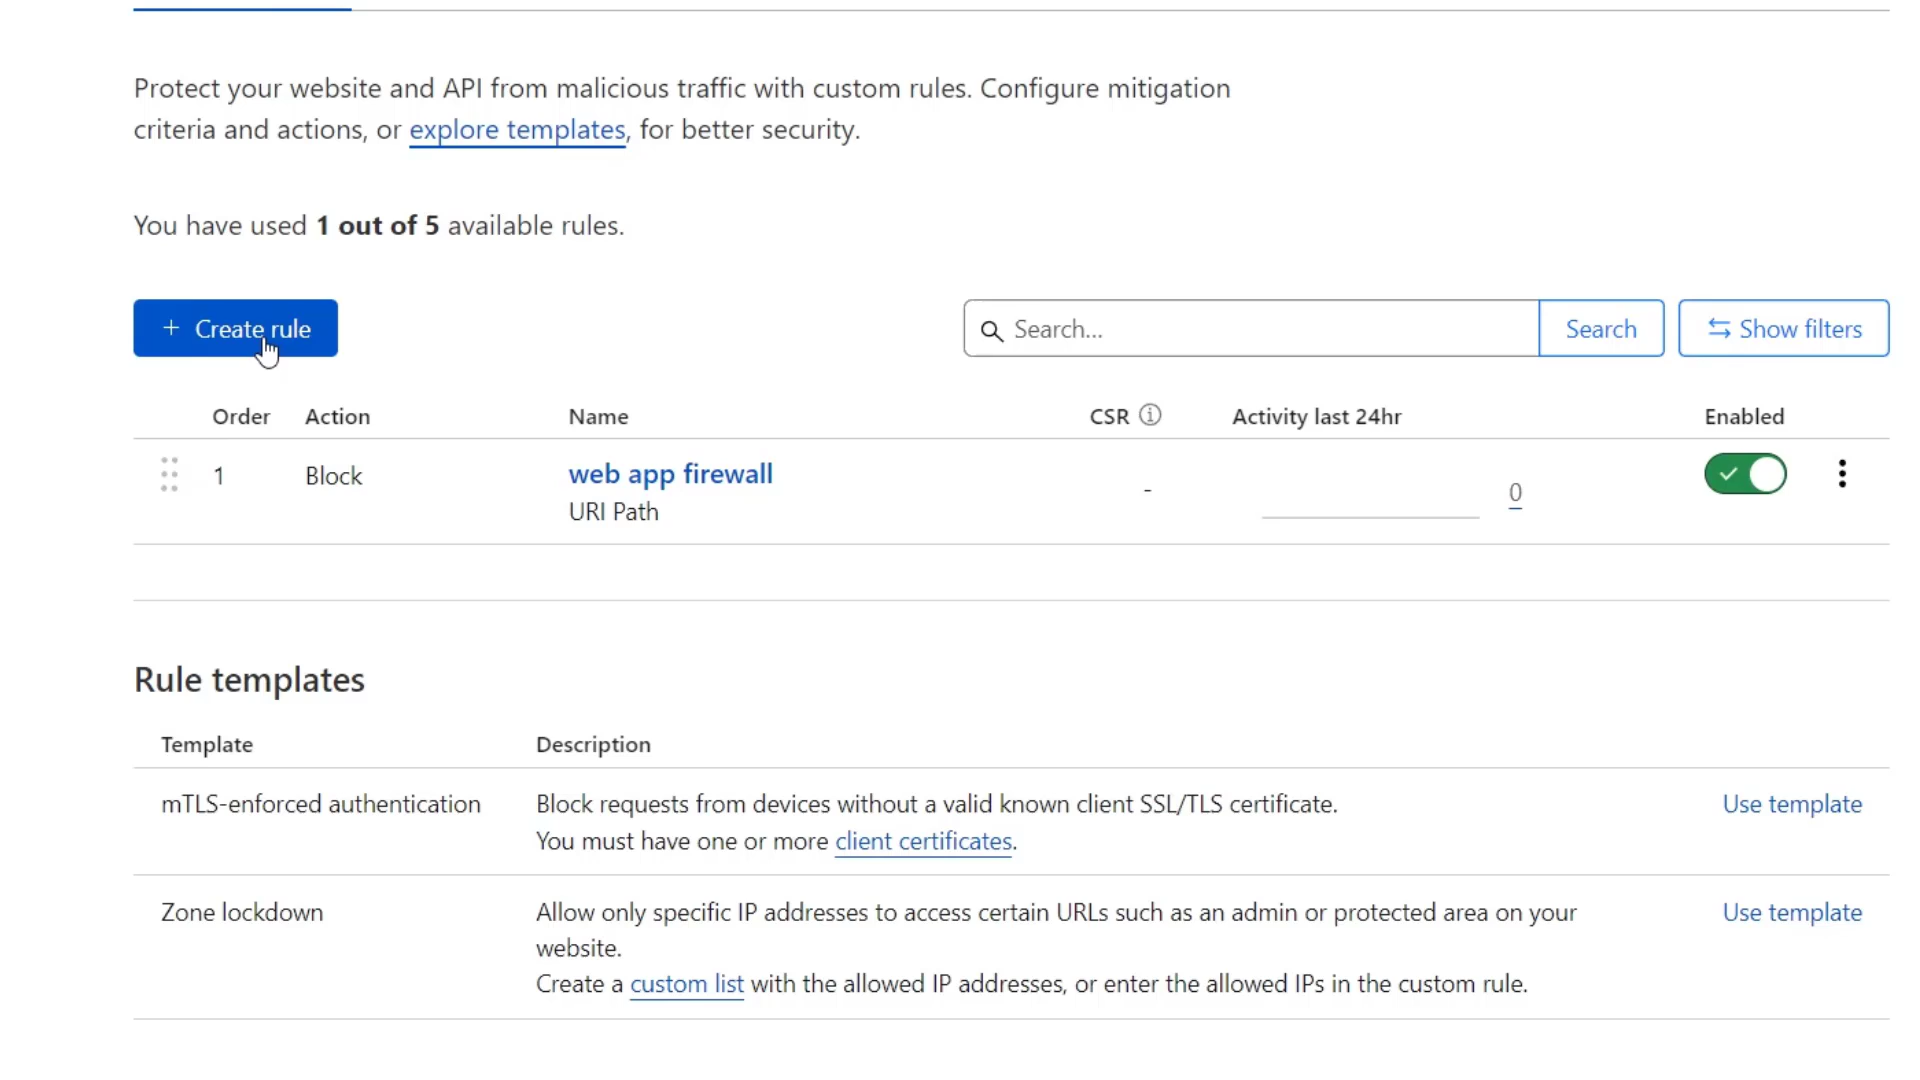 Protect your website and API from malicious traffic with custom rules. Configure mitigation
criteria and actions, or explore templates, for better security.
You have used 1 out of 5 available rules.
+ Create rule
Search...
Search
Show filters
Order Action Name CSR Activity last 24hr Enabled
1 Block web app firewall - 0
URI Path
Rule templates
Template Description
mTLS-enforced authentication Block requests from devices without a valid known client SSL/TLS certificate. Use template
You must have one or more client certificates.
Zone lockdown Allow only specific IP addresses to access certain URLs such as an admin or protected area on your Use template
website.
Create a custom list with the allowed IP addresses, or enter the allowed IPs in the custom rule.